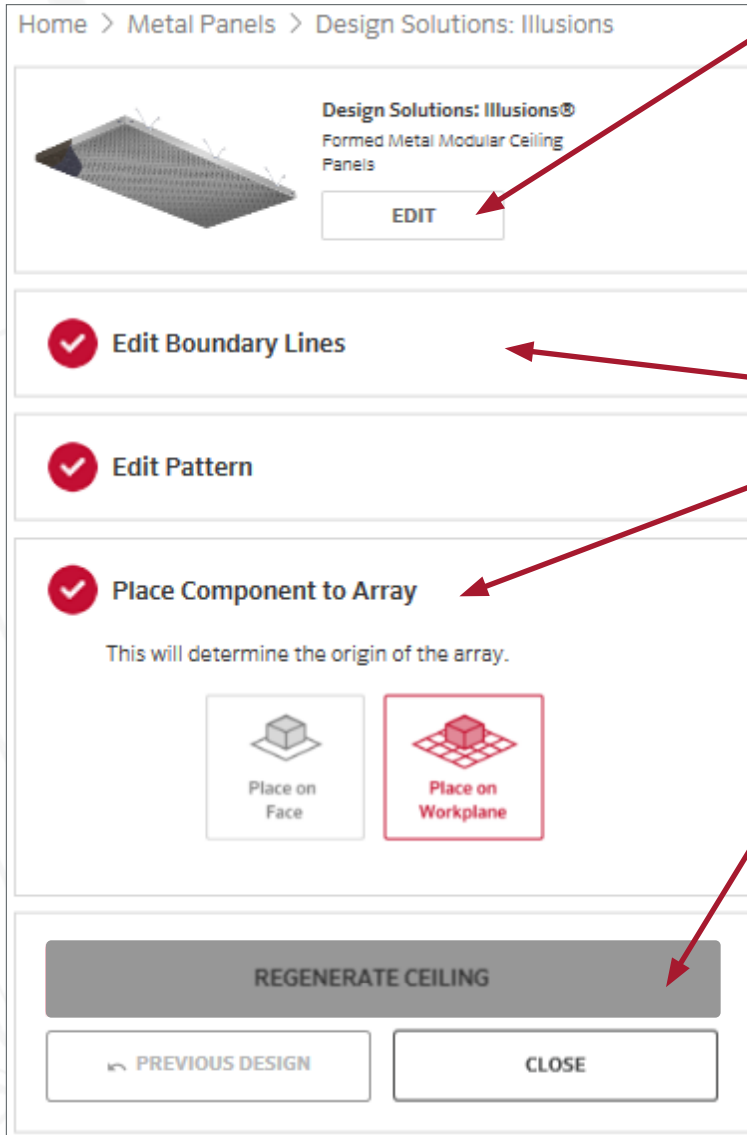 Home > Metal Panels > Design Solutions: Illusions
Design Solutions: Illusions®
Formed Metal Modular Ceiling
Panels
EDIT
Edit Boundary Lines
Edit Pattern
Place Component to Array
This will determine the origin of the array.
Place on
Face
Place on
Workplane
REGENERATE CEILING
PREVIOUS DESIGN
CLOSE